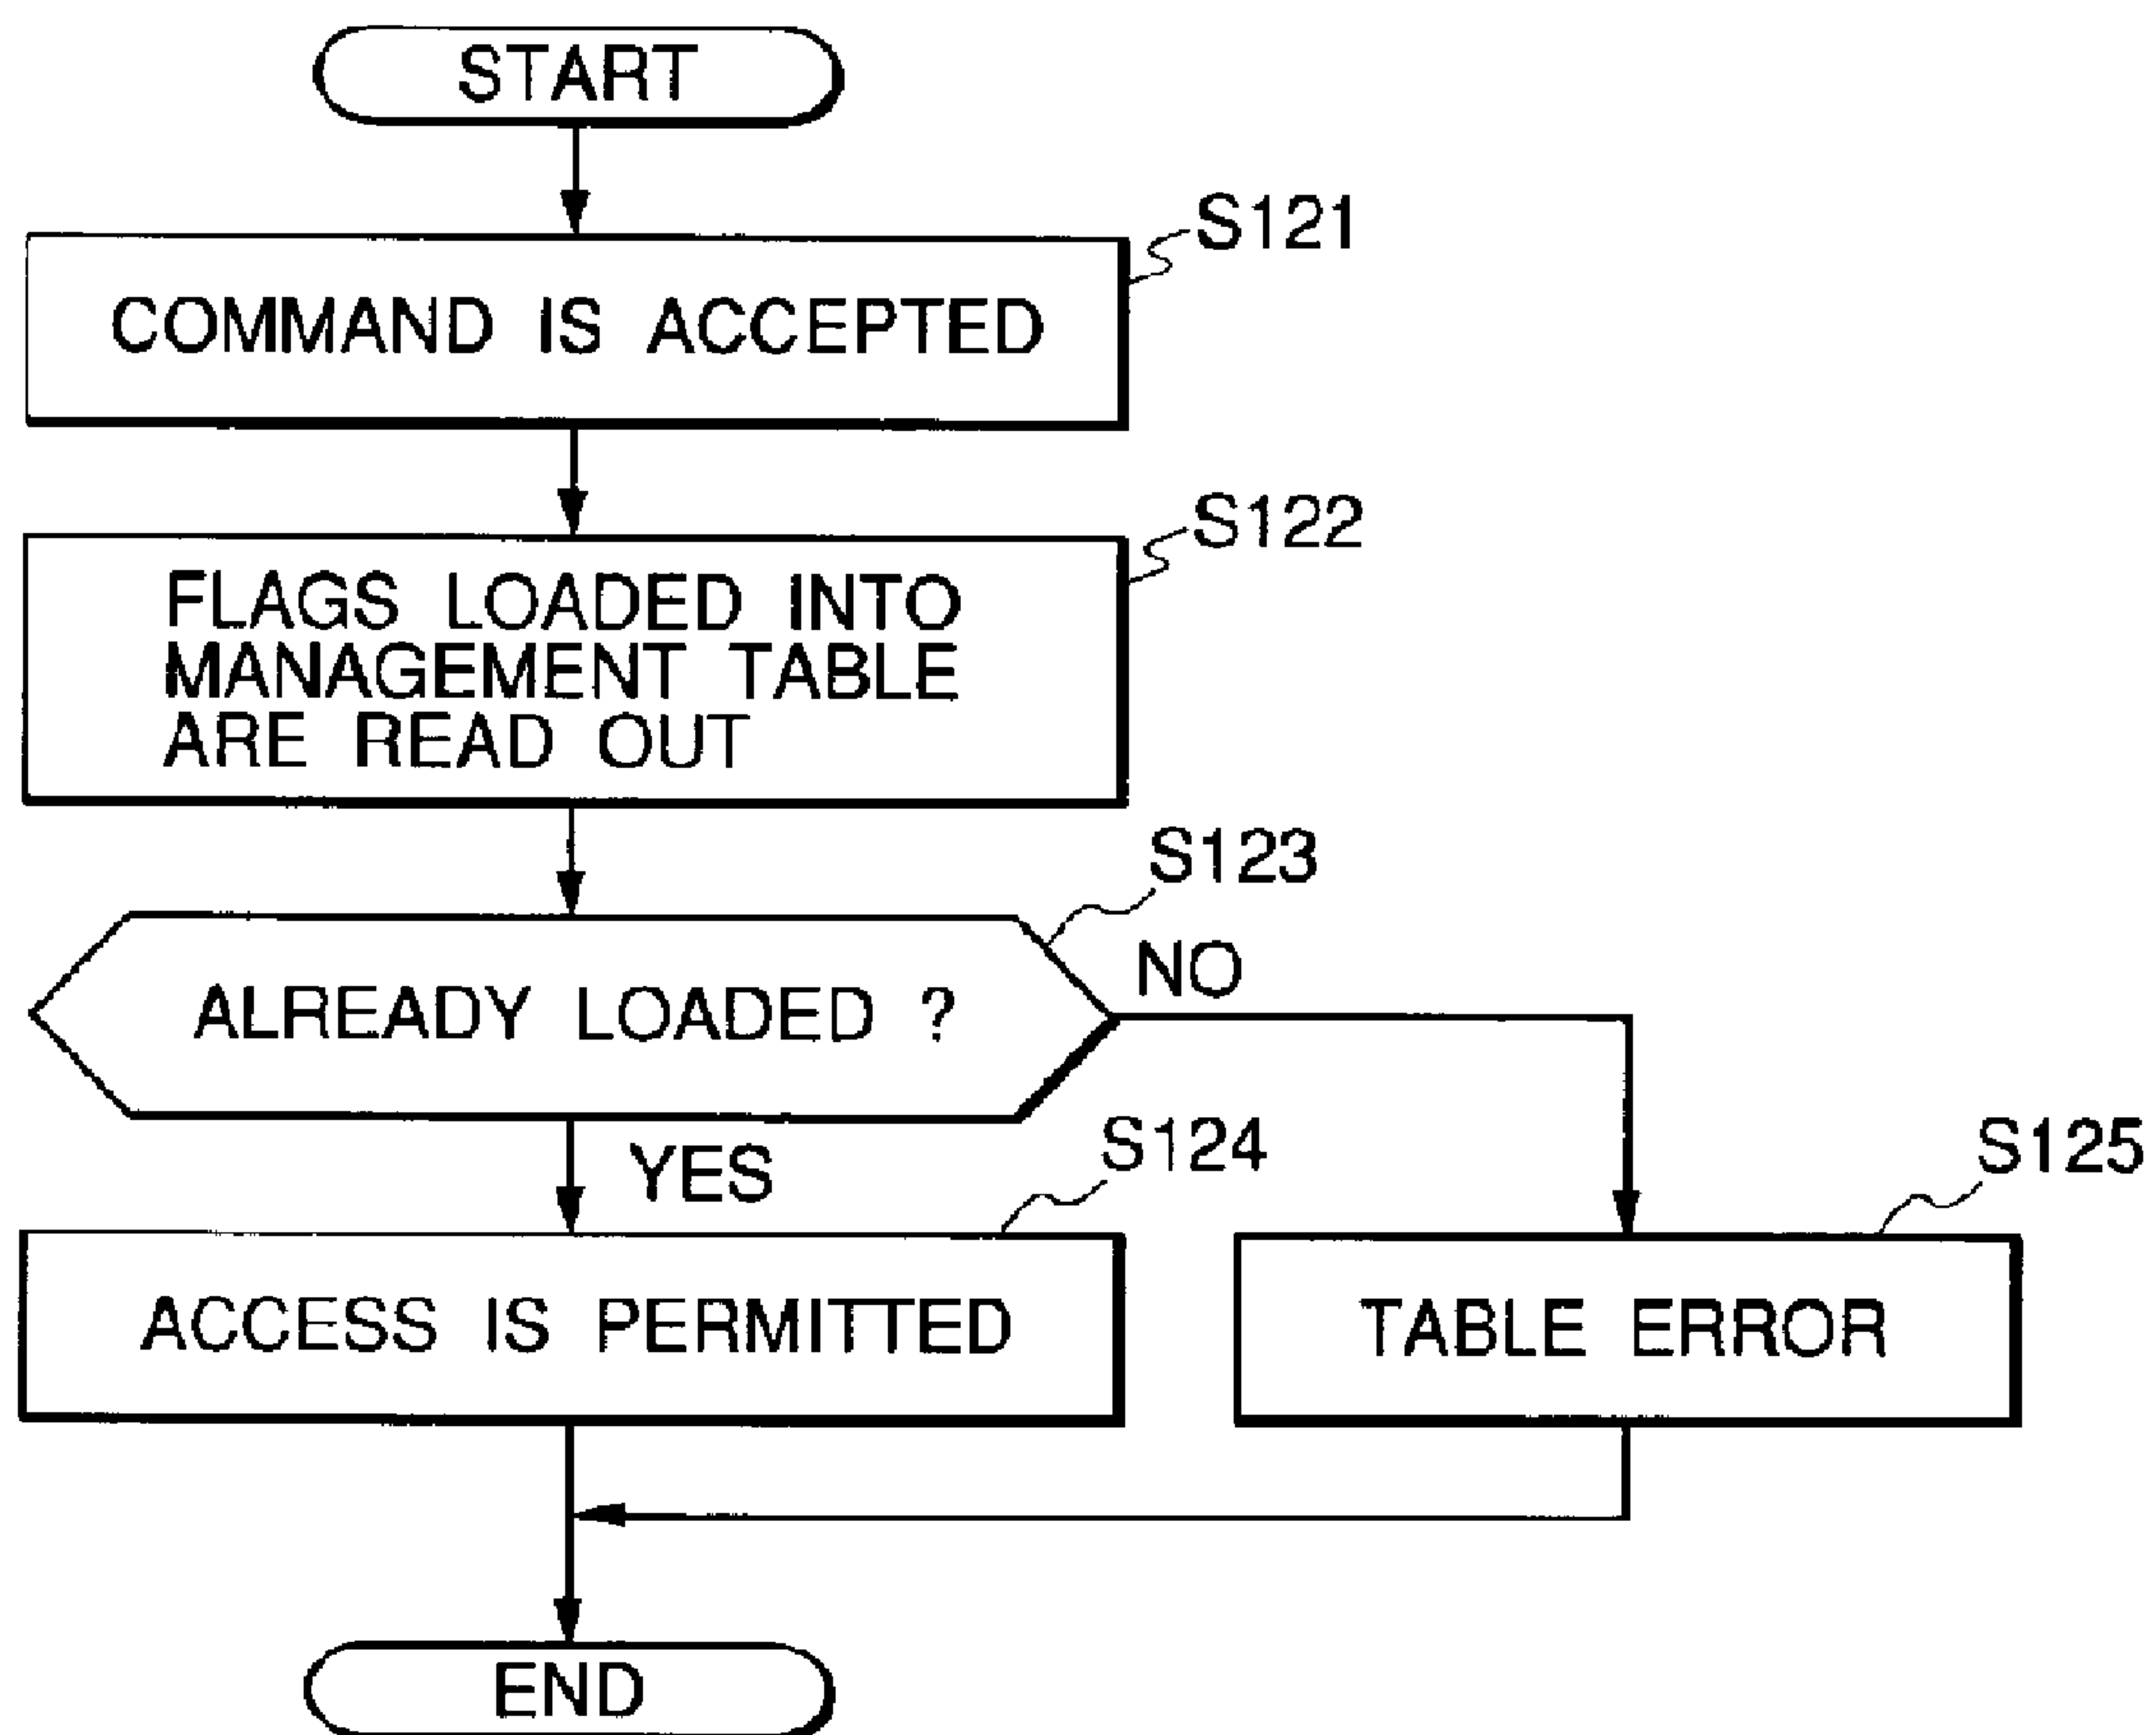 START
S121
COMMAND IS ACCEPTED
S122
FLAGS LOADED INTO
MANAGEMENT TABLE
ARE READ OUT
S123
NO
ALREADY LOADED ?
YES
S124
S125
ACCESS IS PERMITTED
TABLE ERROR
END